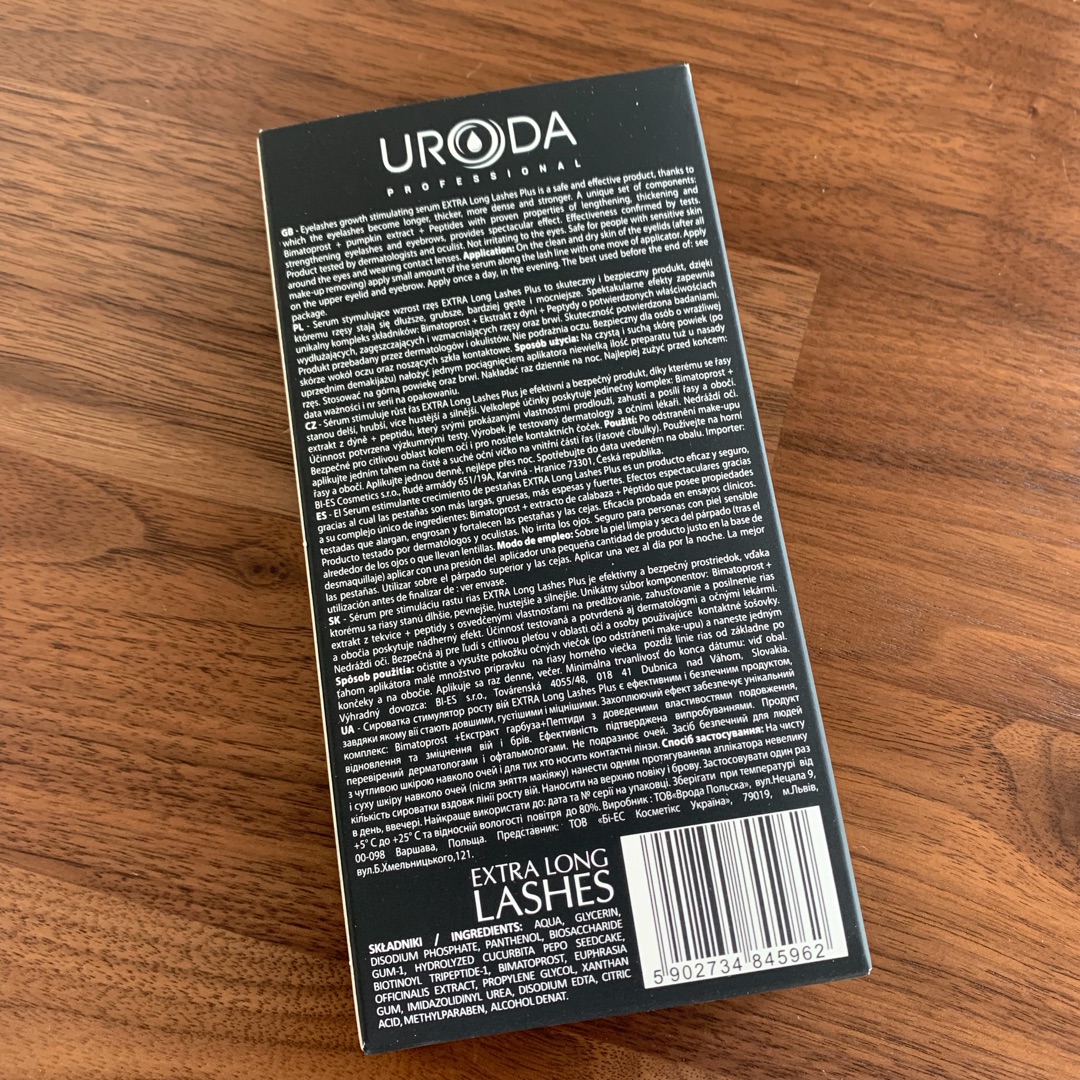 URODA
PROFESSIONAL
GB - Eyelashes growth stimulating serum EXTRA Long Lashes Plus is a safe and effective product, thanks to
which the eyelashes become longer, thicker, more dense and stronger. A unique set of components:
Bimatoprost + pumpkin extract + Peptides with proven properties of lengthening, thickening and
strengthening eyelashes and eyebrows, provides spectacular effect. Effectiveness confirmed by tests.
Product tested by dermatologists and oculist. Not irritating to the eyes. Safe for people with sensitive skin
around the eyes and wearing contact lenses. Application: On the clean and dry skin of the eyelids (after all
make-up removing) apply small amount of the serum along the lash line with one move of applicator. Apply
on the upper eyelid and eyebrow. Apply once a day, in the evening. The best used before the end of: see
package.
PL - Serum stymulujące wzrost rzęs EXTRA Long Lashes Plus to skuteczny i bezpieczny produkt, dzięki
któremu rzęsy stają się dłuższe, grubsze, bardziej gęste i mocniejsze. Spektakularne efekty zapewnia
unikalny kompleks składników: Bimatoprost + Ekstrakt z dyni + Peptydy o potwierdzonych właściwościach
wydłużających, zagęszczających i wzmacniających rzęsy oraz brwi. Skuteczność potwierdzona badaniami.
Produkt przebadany przez dermatologów i okulistów. Nie podrażnia oczu. Bezpieczny dla osób o wrażliwej
skórze wokół oczu oraz noszących szkła kontaktowe. Sposób użycia: Na czystą i suchą skórę powiek (po
uprzednim demakijażu) nałożyć jednym pociągnięciem aplikatora niewielką ilość preparatu tuż u nasady
rzęs. Stosować na górną powiekę oraz brwi. Nakładać raz dziennie na noc. Najlepiej zużyć przed końcem:
data ważności i nr serii na opakowaniu.
CZ - Sérum stimuluje růst řas EXTRA Long Lashes Plus je efektivní a bezpečný produkt, díky kterému se řasy
stanou delší, hrubší, více hustější a silnější. Velkolepé účinky poskytuje jedinečný komplex: Bimatoprost +
extrakt z dýně + peptidu, který svými prokázanými vlastnostmi prodlouží, zahustí a posílí řasy a obočí.
Účinnost potvrzena výzkumnými testy. Výrobek je testovaný dermatology a očními lékaři. Nedráždí oči.
Bezpečné pro citlivou oblast kolem očí i pro nositele kontaktních čoček. Použití: Po odstranění make-upu
aplikujte jedním tahem na čisté a suché oční víčko na vnitřní části řas (řasové cibulky). Používejte na horní
řasy a obočí. Aplikujte jednou denně, nejlépe přes noc. Spotřebujte do data uvedeném na obalu. Importer:
BI-ES Cosmetics s.r.o., Rudé armády 651/19A, Karviná - Hranice 73301, Česká republika.
ES - El Serum estimulante crecimiento de pestañas EXTRA Long Lashes Plus es un producto eficaz y seguro,
gracias al cual las pestañas son más largas, gruesas, más espesas y fuertes. Efectos espectaculares gracias
a su complejo único de ingredientes: Bimatoprost + extracto de calabaza + Péptido que posee propiedades
testadas que alargan, engrosan y fortalecen las pestañas y las cejas. Eficacia probada en ensayos clínicos.
Producto testado por dermatólogos y oculistas. No irrita los ojos. Seguro para personas con piel sensible
alrededor de los ojos o que llevan lentillas. Modo de empleo: Sobre la piel limpia y seca del párpado (tras el
desmaquillaje) aplicar con una presión del aplicador una pequeña cantidad de producto justo en la base de
las pestañas. Utilizar sobre el párpado superior y las cejas. Aplicar una vez al día por la noche. La mejor
utilización antes de finalizar de : ver envase.
SK - Sérum pre stimuláciu rastu rias EXTRA Long Lashes Plus je efektivny a bezpečný prostriedok, vďaka
ktorému sa riasy stanú dlhšie, pevnejšie, hustejšie a silnejšie. Unikátny súbor komponentov: Bimatoprost +
extrakt z tekvice + peptidy s osvedčenými vlastnosťami na predlžovanie, zahusťovanie a posilnenie rias
a obočia poskytuje nádherný efekt. Účinnosť testovaná a potvrdená aj dermatológmi a očnými lekármi.
Nedráždi oči. Bezpečná aj pre ľudí s citlivou pleťou v oblasti očí a osoby používajúce kontaktné šošovky.
Spôsob použitia: očistite a vysušte pokožku očných viečok (po odstránení make-upu) a naneste jedným
ťahom aplikátora malé množstvo prípravku na riasy horného viečka pozdĺž línie rias od základne po
končeky a na obočie. Aplikuje sa raz denne, večer. Minimálna trvanlivosť do konca dátumu: viď obal.
Výhradný dovozca: BI-ES s.r.o., Továrenská 4055/48, 018 41 Dubnica nad Váhom, Slovakia.
UA - Сироватка стимулятор росту вій EXTRA Long Lashes Plus є ефективним і безпечним продуктом,
завдяки якому вії стають довшими, густішими і міцнішими. Захоплюючий ефект забезпечує унікальний
комплекс: Bimatoprost +Екстракт гарбуза+Пептиди з доведеними властивостями подовження,
відновлення та зміцнення вій і брів. Ефективність підтверджена випробуваннями. Продукт
перевірений дерматологами і офтальмологами. Не подразнює очей. Засіб безпечний для людей
з чутливою шкірою навколо очей і для тих хто носить контактні лінзи. Спосіб застосування: На чисту
і суху шкіру навколо очей (після зняття макіяжу) нанести одним протягуванням аплікатора невелику
кількість сироватки вздовж лінії росту вій. Наносити на верхню повіку і брову. Застосовувати один раз
в день, ввечері. Найкраще використати до: дата та № серії на упаковці. Зберігати при температурі від
+5° C до +25° C та відносній вологості повітря до 80%. Виробник : ТОВ«Врода Польска», вул.Нецала 9,
00-098 Варшава, Польща. Представник: ТОВ «Бі-ЕС Косметікс Україна», 79019, м.Львів,
вул.Б.Хмельницького,121.
EXTRA LONG
LASHES
SKŁADNIKI / INGREDIENTS: AQUA, GLYCERIN,
DISODIUM PHOSPHATE, PANTHENOL, BIOSACCHARIDE
GUM-1, HYDROLYZED CUCURBITA PEPO SEEDCAKE,
BIOTINOYL TRIPEPTIDE-1, BIMATOPROST, EUPHRASIA
OFFICINALIS EXTRACT, PROPYLENE GLYCOL, XANTHAN
GUM, IMIDAZOLIDINYL UREA, DISODIUM EDTA, CITRIC
ACID, METHYLPARABEN, ALCOHOL DENAT.
5 902734 845962